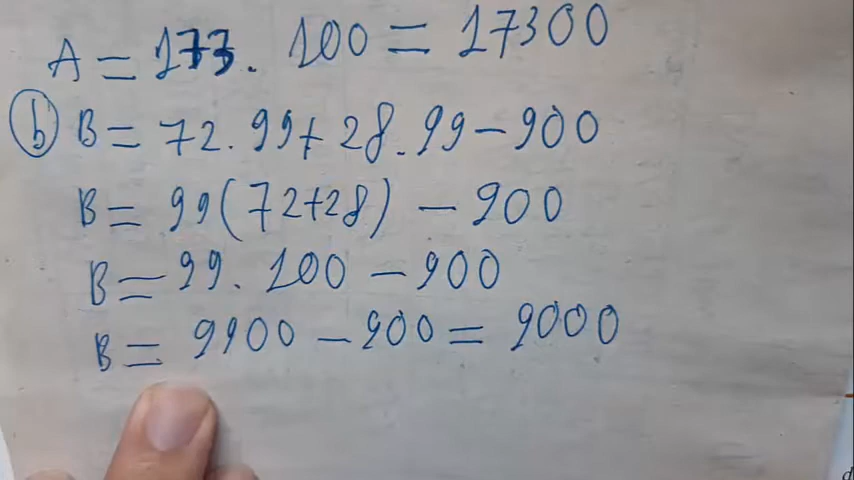 A = 173. 100 = 17300
b) B = 72.99 + 28.99 - 900
B = 99(72+28) - 900
B = 99. 100 - 900
B = 9900 - 900 = 9000
d